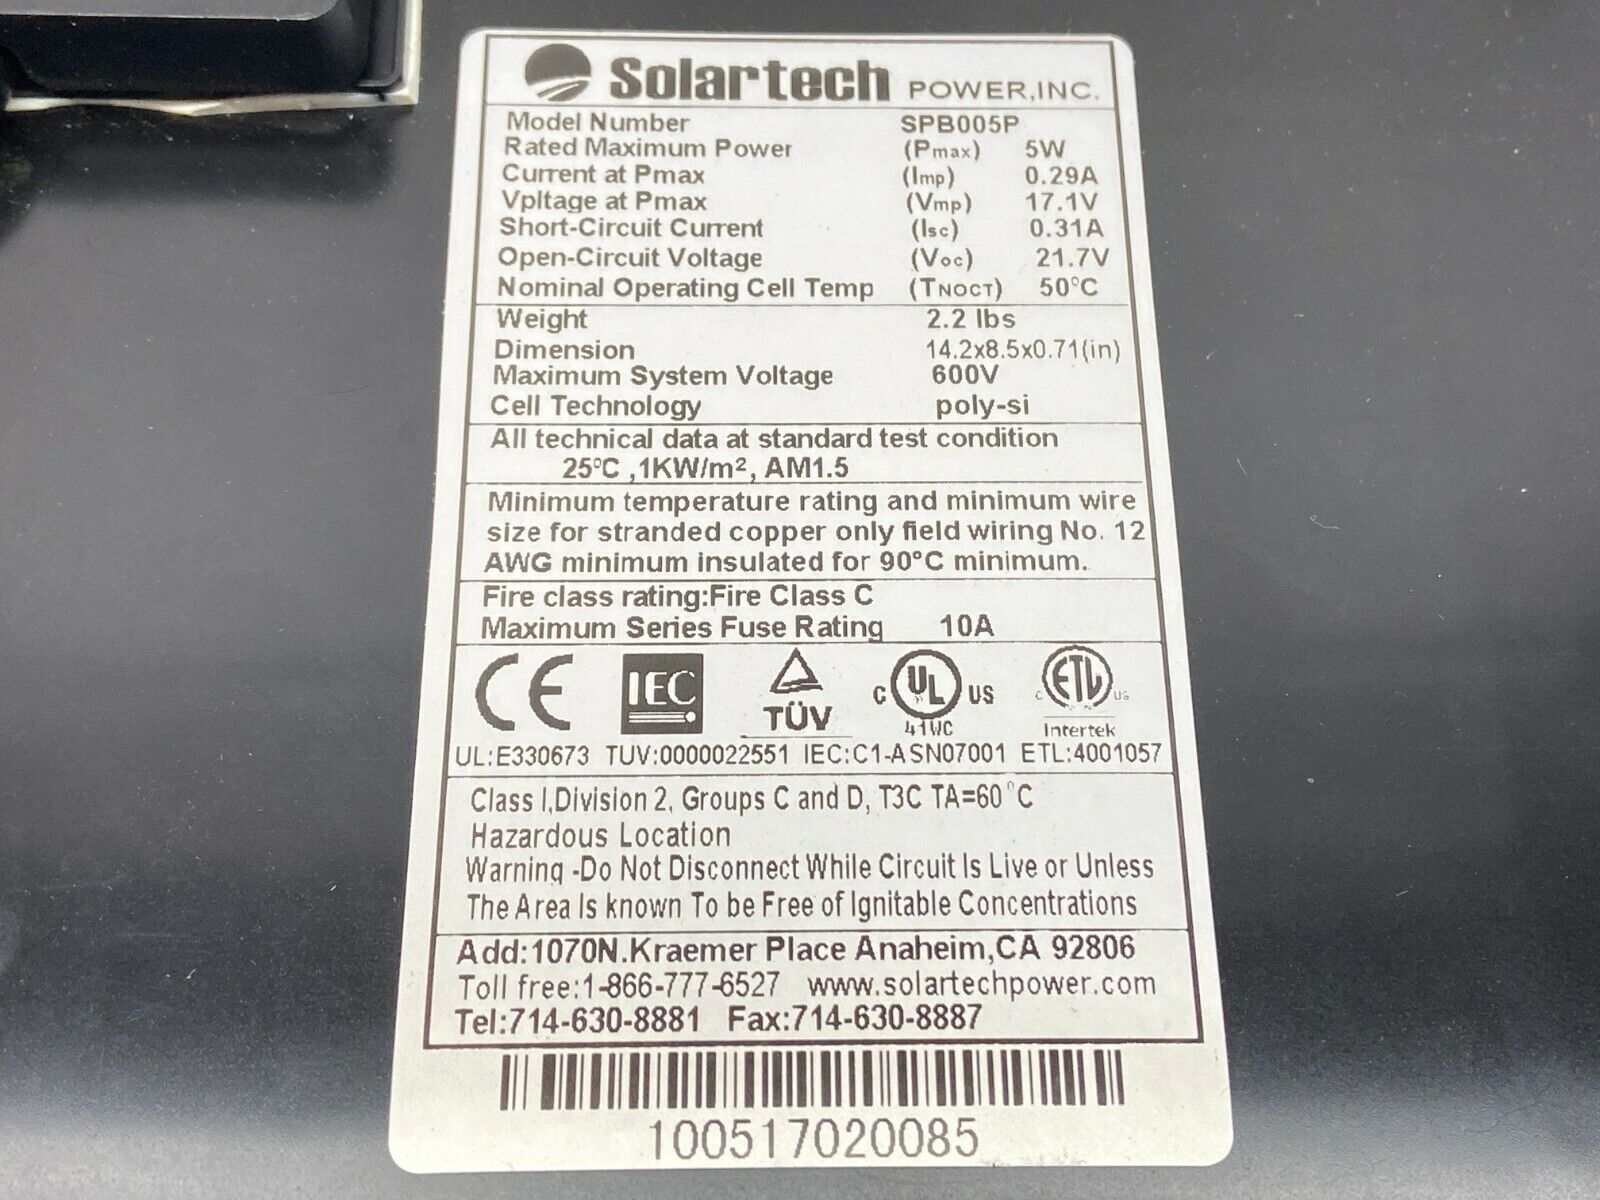 Solartech POWER,INC.
Model Number SPB005P
Rated Maximum Power (Pmax) 5W
Current at Pmax (Imp) 0.29A
Vpltage at Pmax (Vmp) 17.1V
Short-Circuit Current (Isc) 0.31A
Open-Circuit Voltage (Voc) 21.7V
Nominal Operating Cell Temp (TNOCT) 50°C
Weight 2.2 lbs
Dimension 14.2x8.5x0.71(in)
Maximum System Voltage 600V
Cell Technology poly-si
All technical data at standard test condition
25°C ,1KW/m², AM1.5
Minimum temperature rating and minimum wire
size for stranded copper only field wiring No. 12
AWG minimum insulated for 90°C minimum.
Fire class rating:Fire Class C
Maximum Series Fuse Rating 10A
CE IEC TÜV C UL US 41WC C ETL US Intertek
UL:E330673 TUV:0000022551 IEC:C1-ASN07001 ETL:4001057
Class I,Division 2, Groups C and D, T3C TA=60°C
Hazardous Location
Warning -Do Not Disconnect While Circuit Is Live or Unless
The Area Is known To be Free of Ignitable Concentrations
Add:1070N.Kraemer Place Anaheim,CA 92806
Toll free:1-866-777-6527 www.solartechpower.com
Tel:714-630-8881 Fax:714-630-8887
100517020085